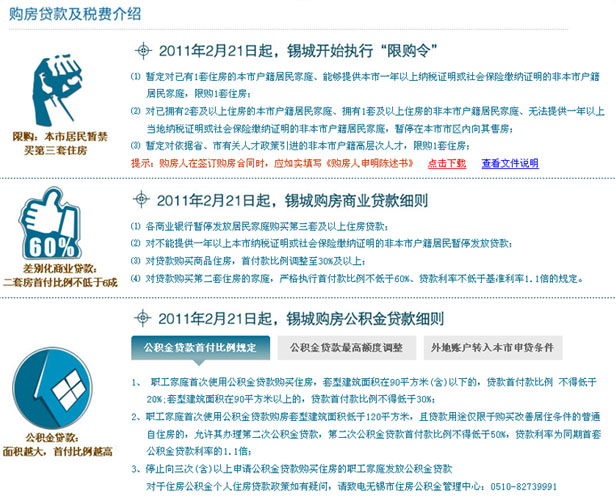 购房贷款及税费介绍
2011年2月21日起，锡城开始执行“限购令”
⑴ 暂定对已有1套住房的本市户籍居民家庭、能够提供本市一年以上纳税证明或社会保险缴纳证明的非本市户籍
居民家庭，限购1套住房；
⑵ 对已拥有2套及以上住房的本市户籍居民家庭、拥有1套及以上住房的非本市户籍居民家庭、无法提供一年以上
当地纳税证明或社会保险缴纳证明的非本市户籍居民家庭，暂停在本市市区内向其售房；
⑶ 暂定对依据省、市有关人才政策引进的非本市户籍高层次人才，限购1套住房；
提示：购房人在签订购房合同时，应如实填写《购房人申明陈述书》 点击下载 查看文件说明
限购：本市居民暂禁
买第三套住房
2011年2月21日起，锡城购房商业贷款细则
⑴ 各商业银行暂停发放居民家庭购买第三套及以上住房贷款；
⑵ 对不能提供一年以上本市纳税证明或社会保险缴纳证明的非本市户籍居民暂停发放贷款；
⑶ 对贷款购买商品住房，首付款比例调整至30%及以上；
⑷ 对贷款购买第二套住房的家庭，严格执行首付款比例不低于60%、贷款利率不低于基准利率1.1倍的规定。
60%
差别化商业贷款：
二套房首付比例不低于6成
2011年2月21日起，锡城购房公积金贷款细则
公积金贷款首付比例规定 公积金贷款最高额度调整 外地账户转入本市申贷条件
1、 职工家庭首次使用公积金贷款购买住房，套型建筑面积在90平方米(含)以下的，贷款首付款比例 不得低于
20%；套型建筑面积在90平方米以上的，贷款首付款比例不得低于30%；
2、职工家庭首次使用公积金贷款购房套型建筑面积低于120平方米，且贷款用途仅限于购买改善居住条件的普通
自住房的，允许其办理第二次公积金贷款，第二次公积金贷款首付款比例不得低于50%，贷款利率为同期首套
公积金贷款利率的1.1倍；
3、停止向三次(含)以上申请公积金贷款购买住房的职工家庭发放公积金贷款
对于住房公积金个人住房贷款政策如有疑问，请致电无锡市住房公积金管理中心：0510-82739991
公积金贷款：
面积越大，首付比例越高